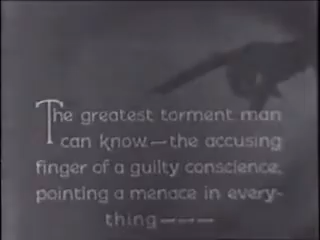 The greatest torment man
can know—the accusing
finger of a guilty conscience,
pointing a menace in every-
thing———